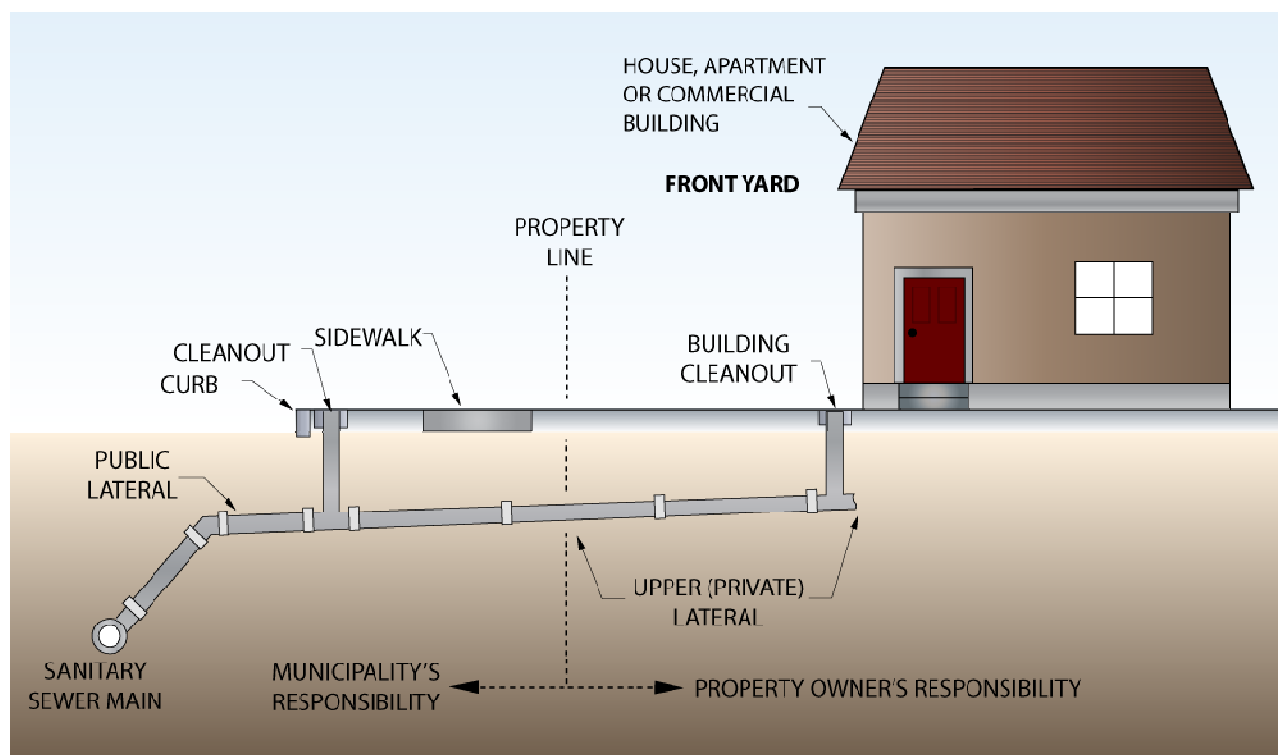 HOUSE, APARTMENT
OR COMMERCIAL
BUILDING
FRONT YARD
PROPERTY
LINE
SIDEWALK
CLEANOUT
CURB
BUILDING
CLEANOUT
PUBLIC
LATERAL
UPPER (PRIVATE)
LATERAL
SANITARY
SEWER MAIN
MUNICIPALITY'S
RESPONSIBILITY
PROPERTY OWNER'S RESPONSIBILITY